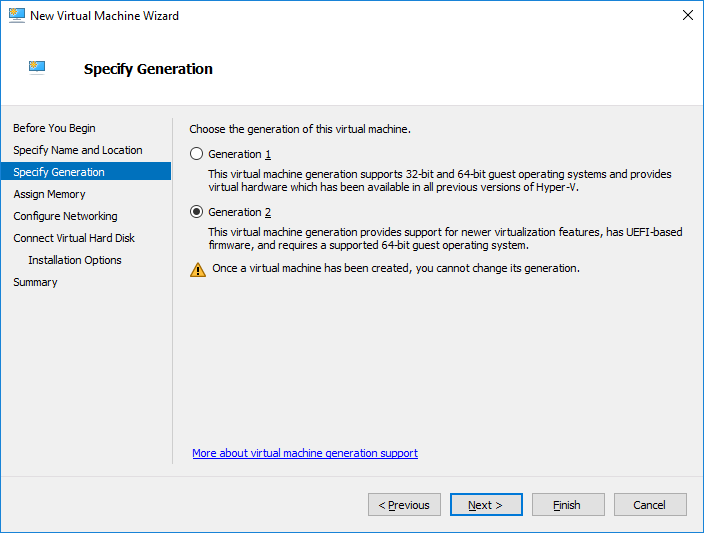 New Virtual Machine Wizard
Specify Generation
Before You Begin
Specify Name and Location
Specify Generation
Assign Memory
Configure Networking
Connect Virtual Hard Disk
Installation Options
Summary
Choose the generation of this virtual machine.
Generation 1
This virtual machine generation supports 32-bit and 64-bit guest operating systems and provides
virtual hardware which has been available in all previous versions of Hyper-V.
Generation 2
This virtual machine generation provides support for newer virtualization features, has UEFI-based
firmware, and requires a supported 64-bit guest operating system.
Once a virtual machine has been created, you cannot change its generation.
More about virtual machine generation support
< Previous
Next >
Finish
Cancel